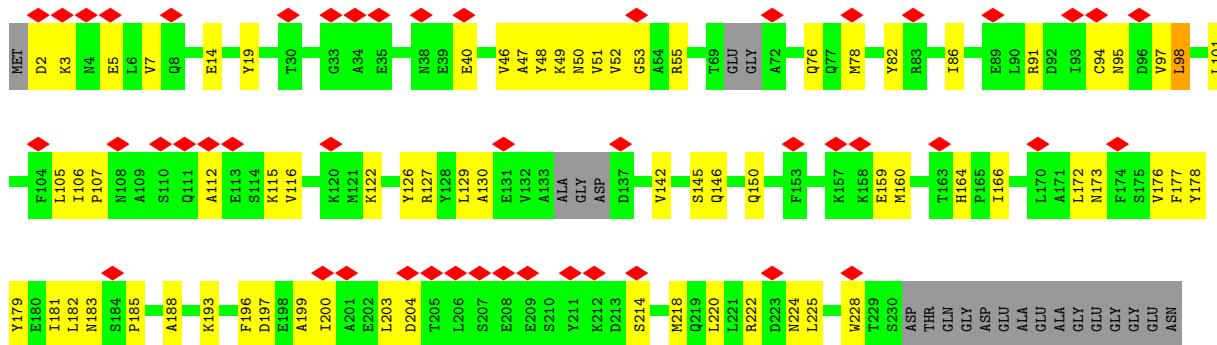 MET D2 K3 N4 E5 L6 V7 Q8 E14 Y19 T30 G33 A34 E35 N38 E39 E40 V46 A47 Y48 K49 N50 V51 V52 G53 A54 R55 T69 GLU GLY A72 Q76 Q77 M78 Y82 R83 I86 E89 L90 R91 D92 I93 C94 N95 D96 V97 L98 L101
F104 L105 I106 P107 N108 A109 S110 Q111 A112 E113 S114 K115 V116 K120 M121 K122 Y126 R127 Y128 L129 A130 E131 V132 A133 ALA GLY ASP D137 V142 S145 Q146 Q150 F153 K157 K158 E159 M160 T163 H164 P165 I166 L170 A171 L172 N173 F174 S175 V176 F177 Y178
Y179 E180 I181 L182 N183 S184 P185 A188 K193 F196 D197 E198 A199 I200 A201 E202 L203 D204 T205 L206 S207 E208 E209 S210 Y211 K212 D213 S214 M218 Q219 L220 L221 R222 D223 N224 L225 W228 T229 S230 ASP THR GLN GLY GLY ASP GLU ALA GLU ALA GLY GLU GLY GLY GLU ASN